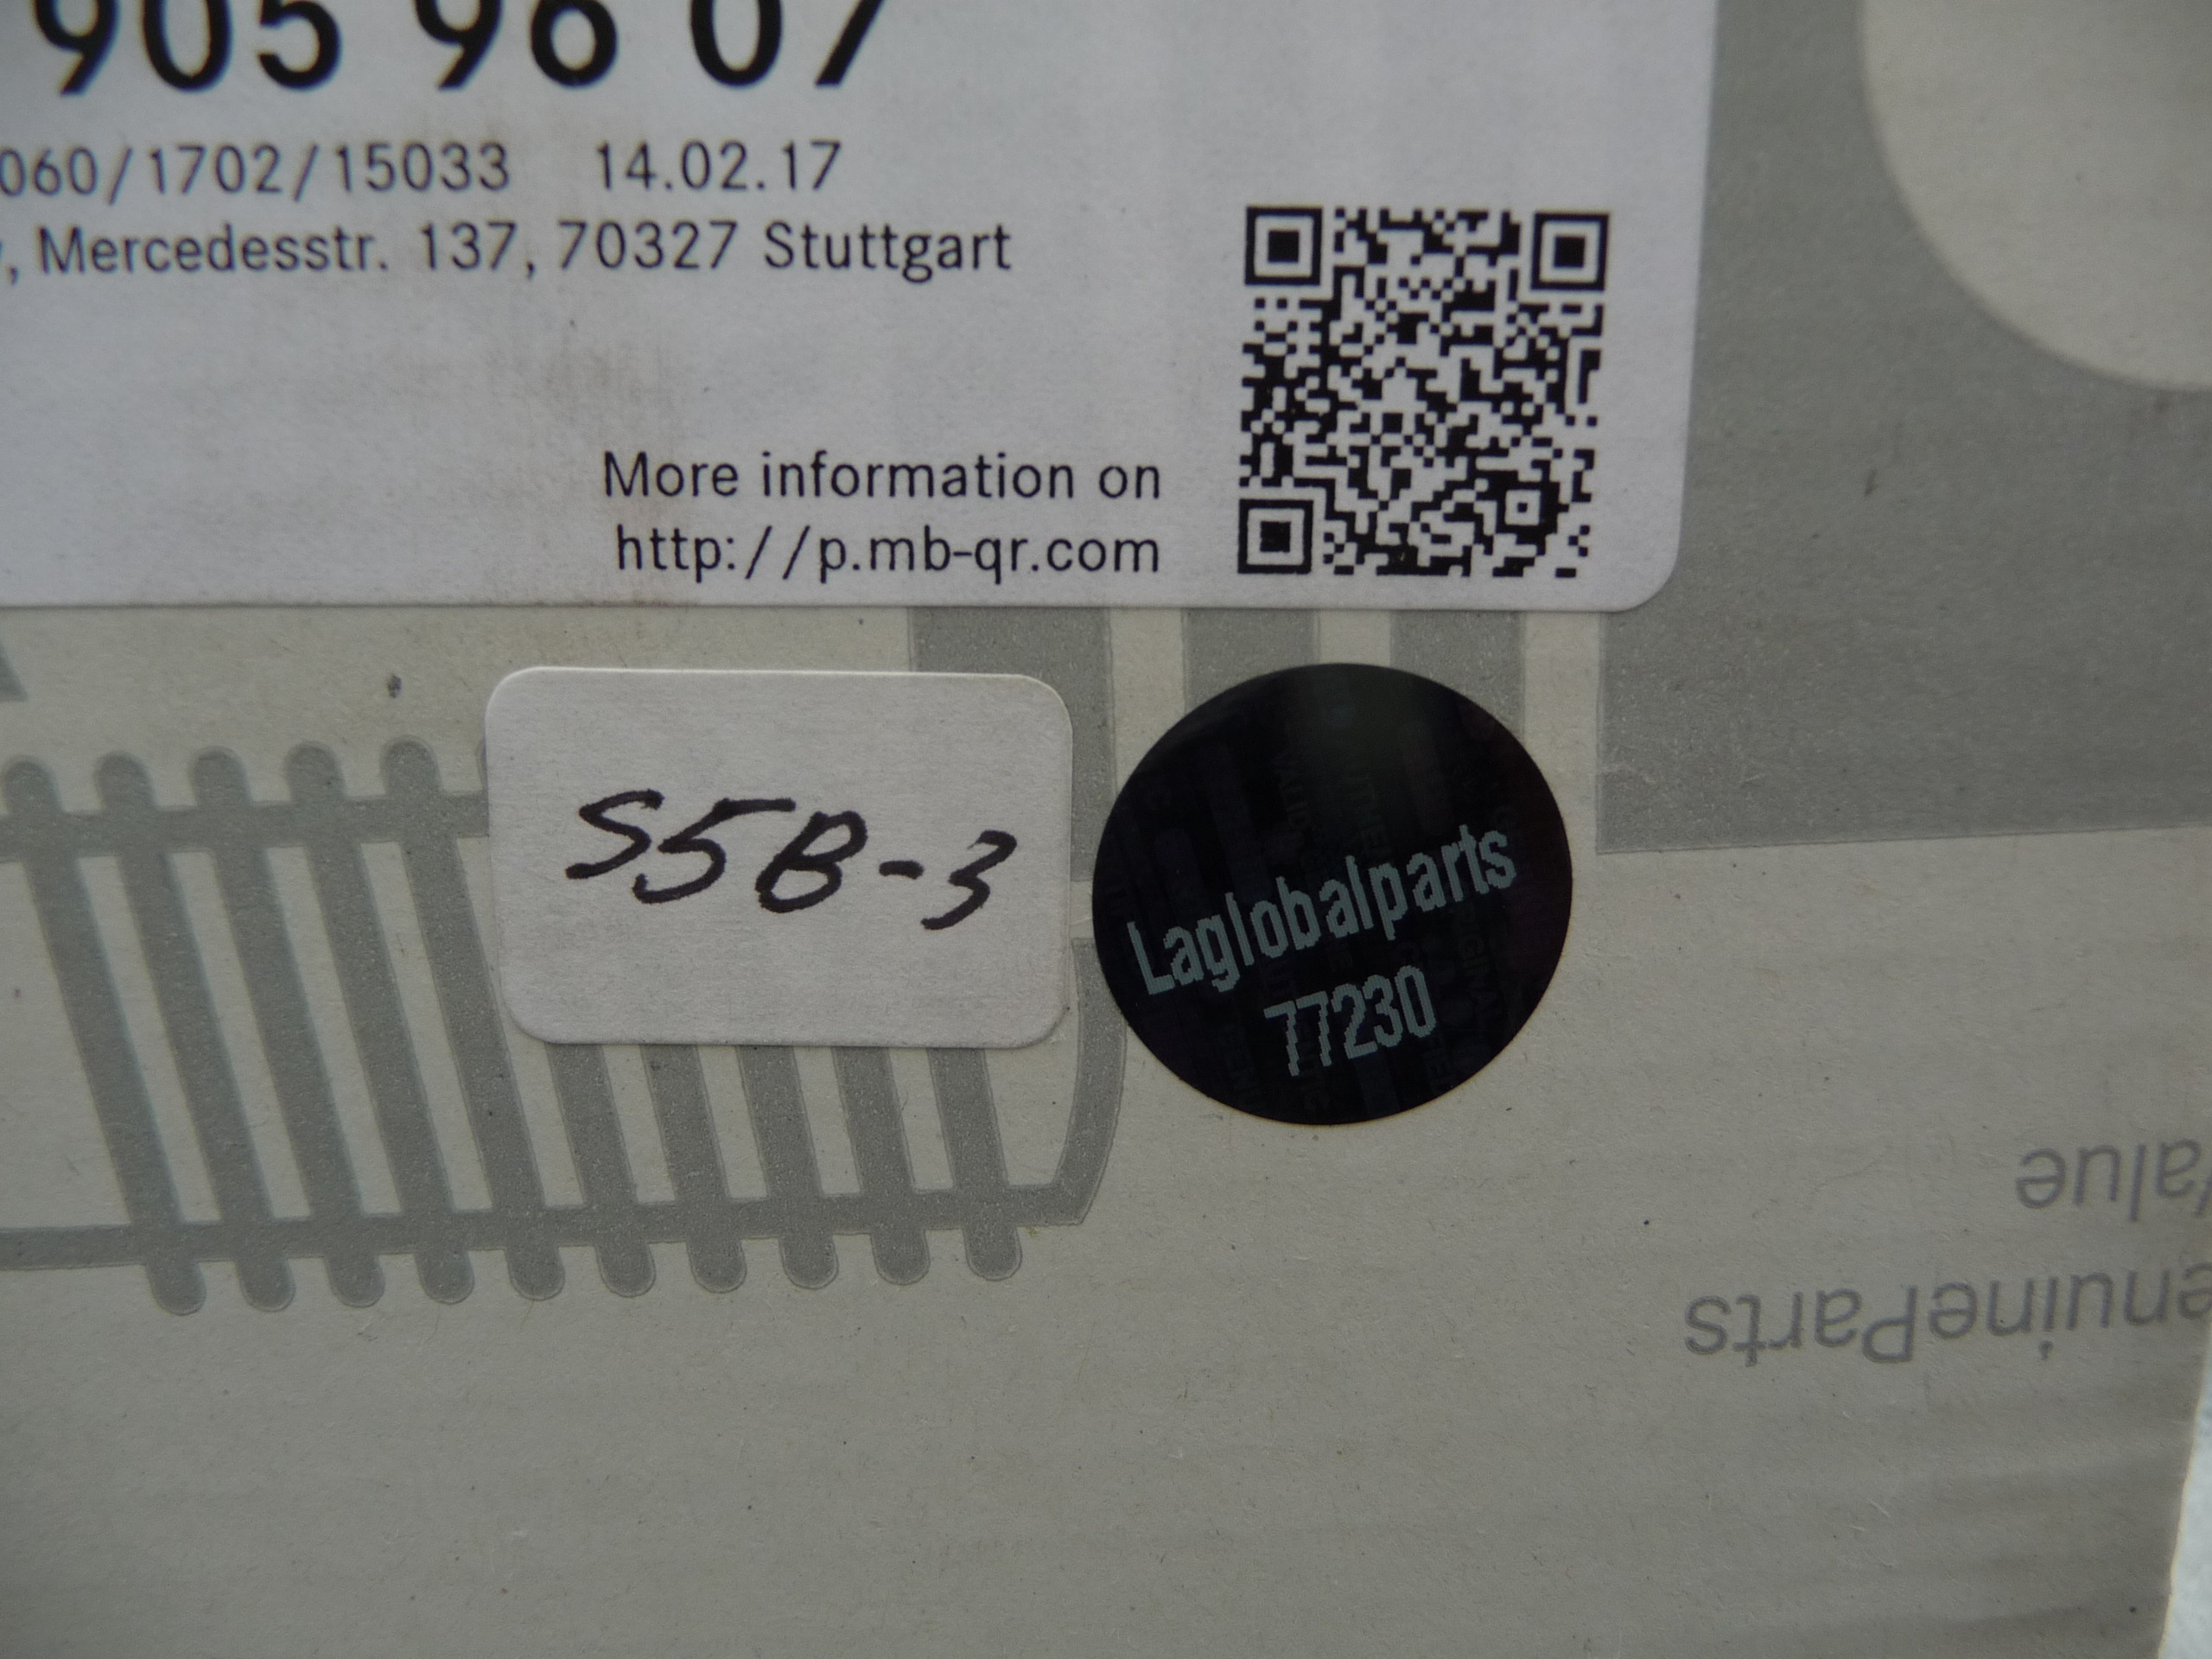 905 96 07
060/1702/15033 14.02.17
, Mercedesstr. 137, 70327 Stuttgart
More information on
http://p.mb-qr.com
S5B-3
Laglobalparts
77230
enuineParts
alue